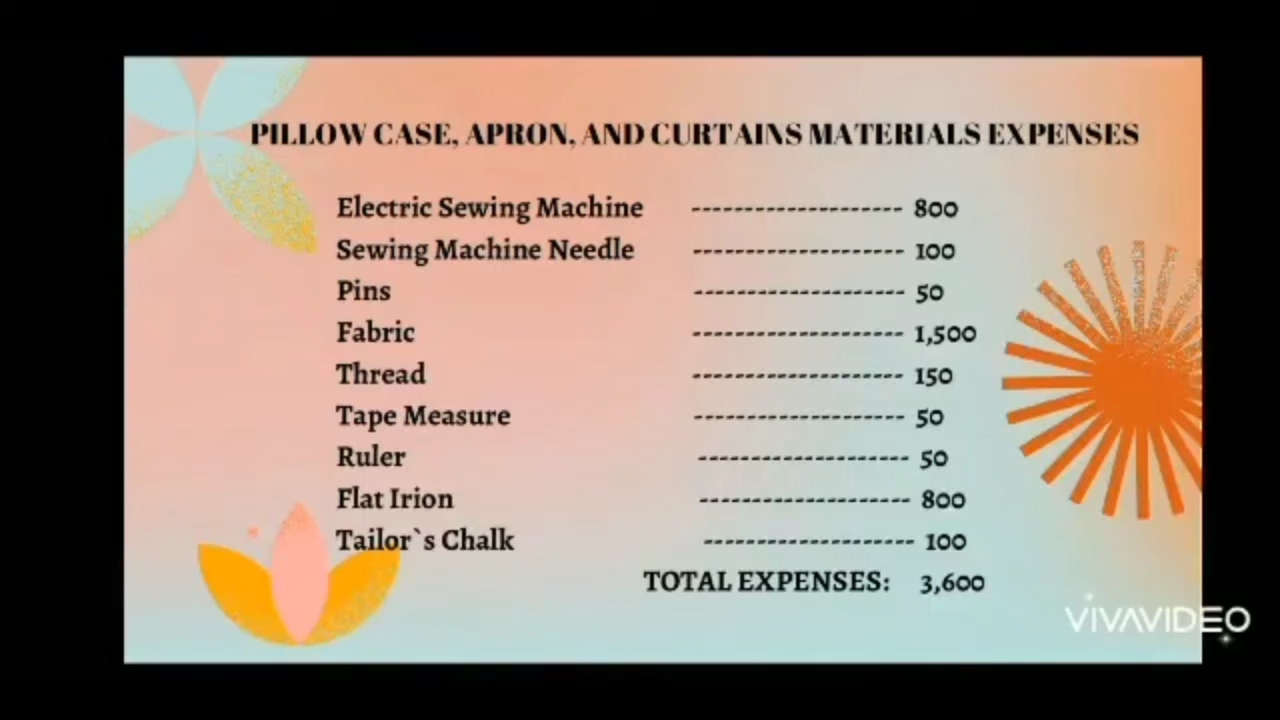 PILLOW CASE, APRON, AND CURTAINS MATERIALS EXPENSES
Electric Sewing Machine -------------------- 800
Sewing Machine Needle -------------------- 100
Pins -------------------- 50
Fabric -------------------- 1,500
Thread -------------------- 150
Tape Measure -------------------- 50
Ruler -------------------- 50
Flat Irion -------------------- 800
Tailor`s Chalk -------------------- 100
TOTAL EXPENSES: 3,600
VIVAVIDEO